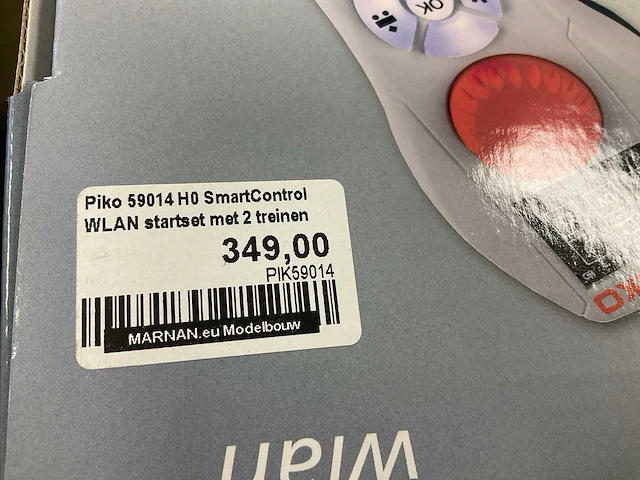 OK
Piko 59014 H0 SmartControl
WLAN startset met 2 treinen
349,00
PIK59014
MARNAN.eu Modelbouw
wlan